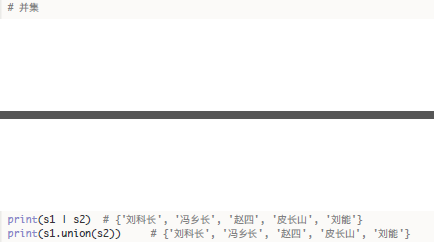 # 并集
print(s1 | s2)  # {'刘科长', '冯乡长', '赵四', '皮长山', '刘能'}
print(s1.union(s2))     # {'刘科长', '冯乡长', '赵四', '皮长山', '刘能'}